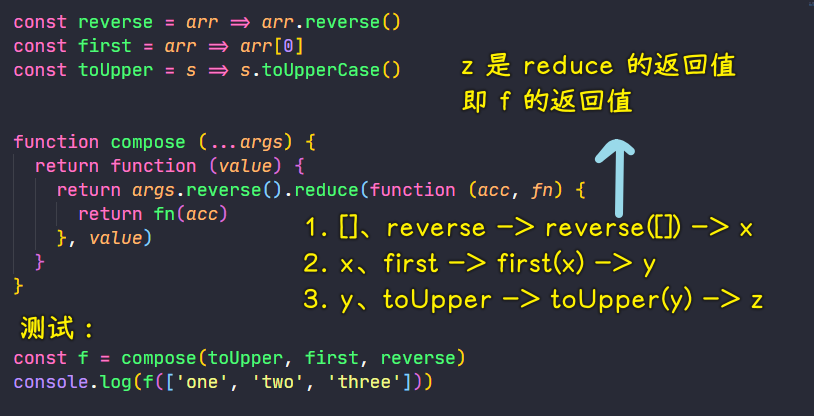 const reverse = arr => arr.reverse()
const first = arr => arr[0]
const toUpper = s => s.toUpperCase()
z 是 reduce 的返回值
即 f 的返回值
function compose (...args) {
return function (value) {
return args.reverse().reduce(function (acc, fn) {
return fn(acc)
}, value)
}
}
1. []、reverse -> reverse([]) -> x
2. x、first -> first(x) -> y
3. y、toUpper -> toUpper(y) -> z
测试：
const f = compose(toUpper, first, reverse)
console.log(f(['one', 'two', 'three']))